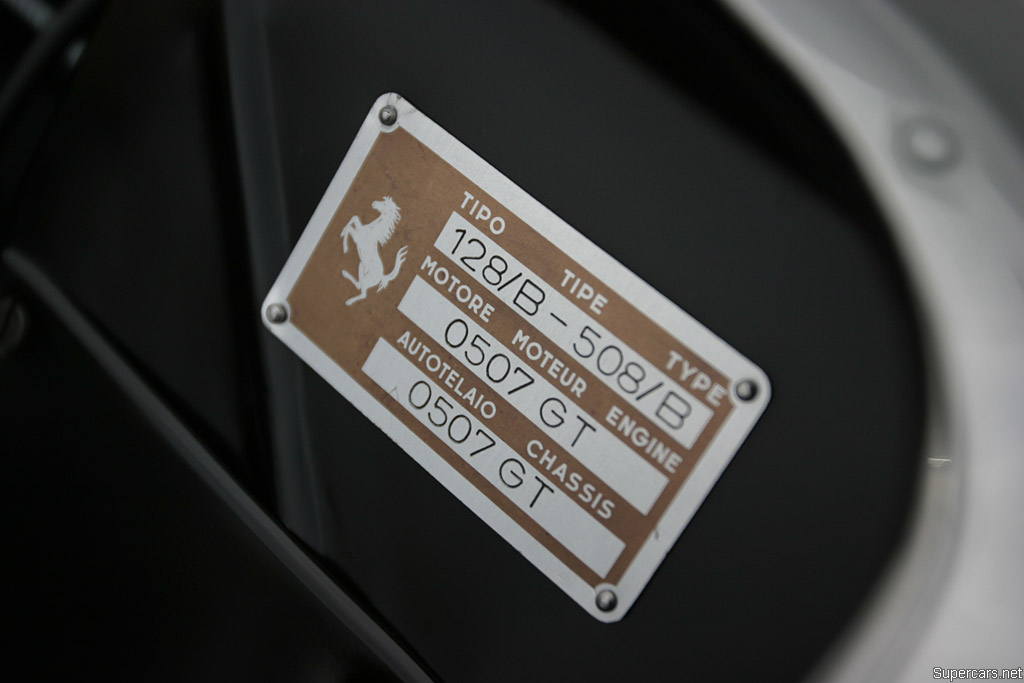 TIPO TIPE TYPE
128/B - 508/B
MOTORE MOTEUR ENGINE
0507 GT
AUTOTELAIO CHASSIS
0507 GT
Supercars.net